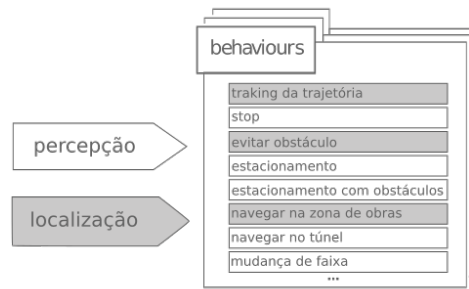 behaviours
traking da trajetória
stop
evitar obstáculo
percepção
estacionamento
estacionamento com obstáculos
localização
navegar na zona de obras
navegar no túnel
mudança de faixa
...